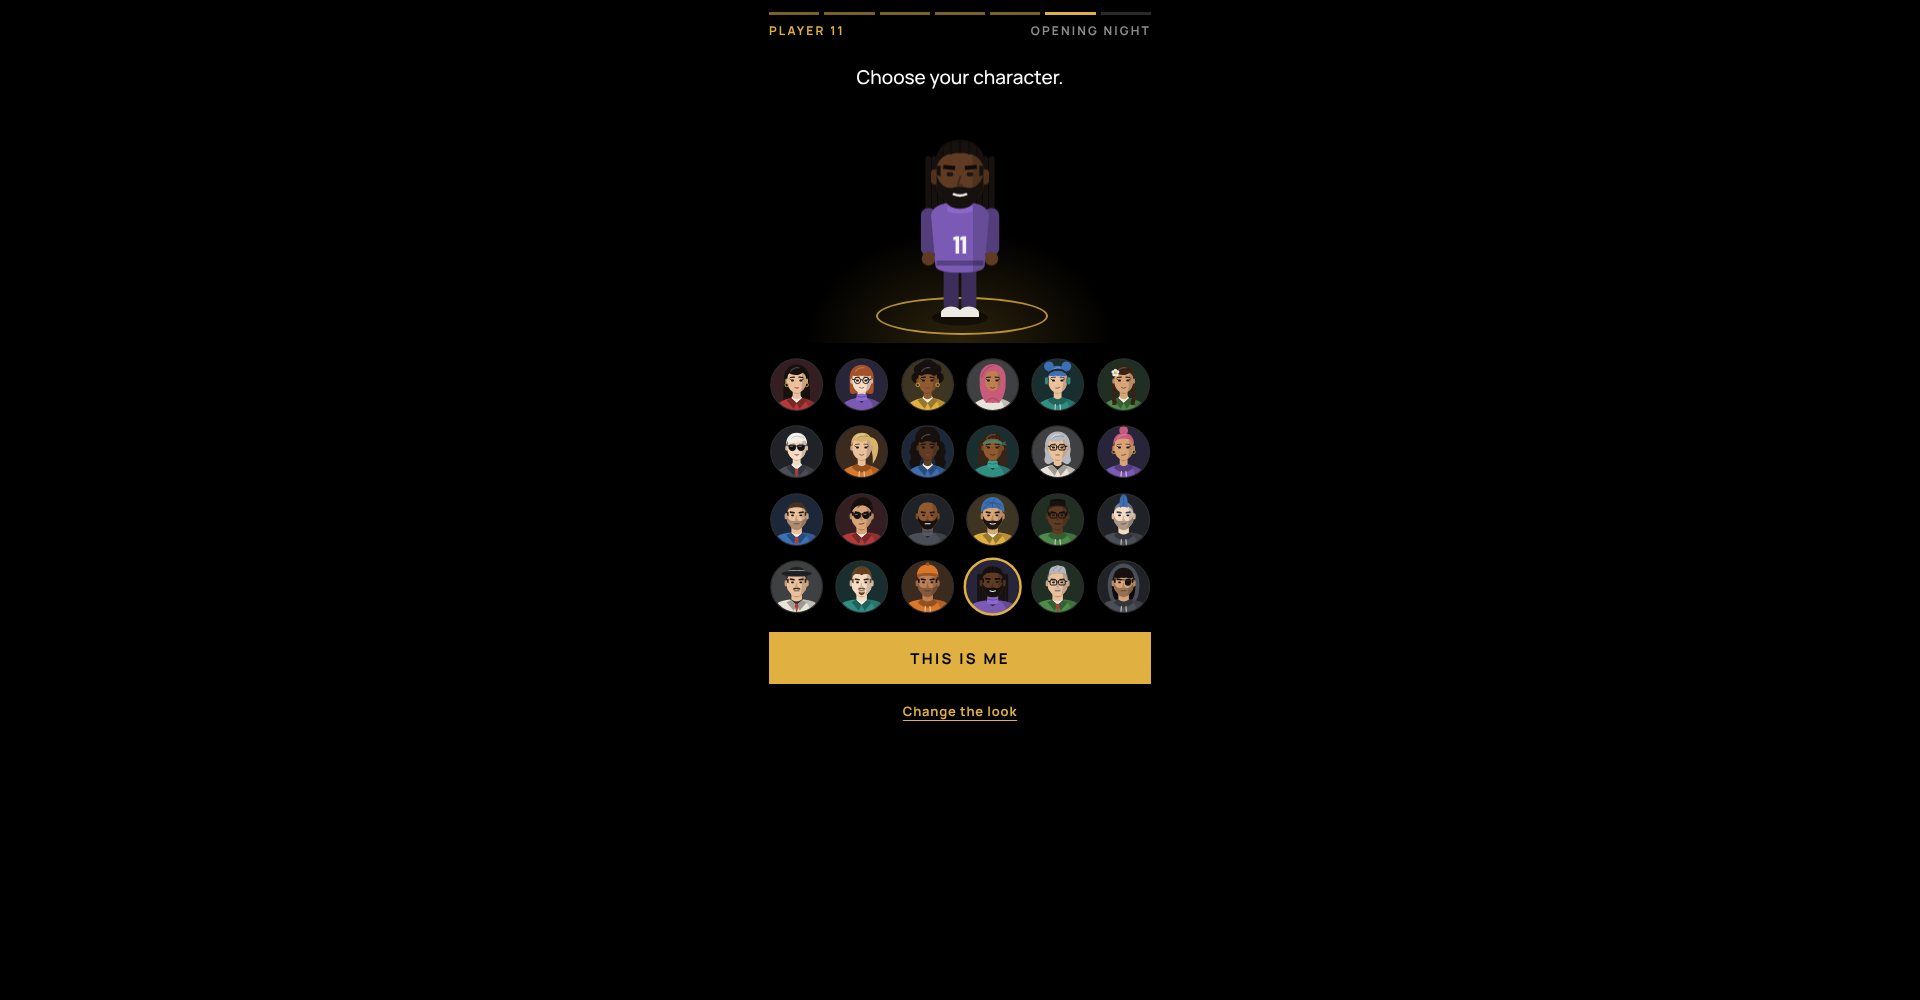 PLAYER 11
OPENING NIGHT
Choose your character.
11
THIS IS ME
Change the look